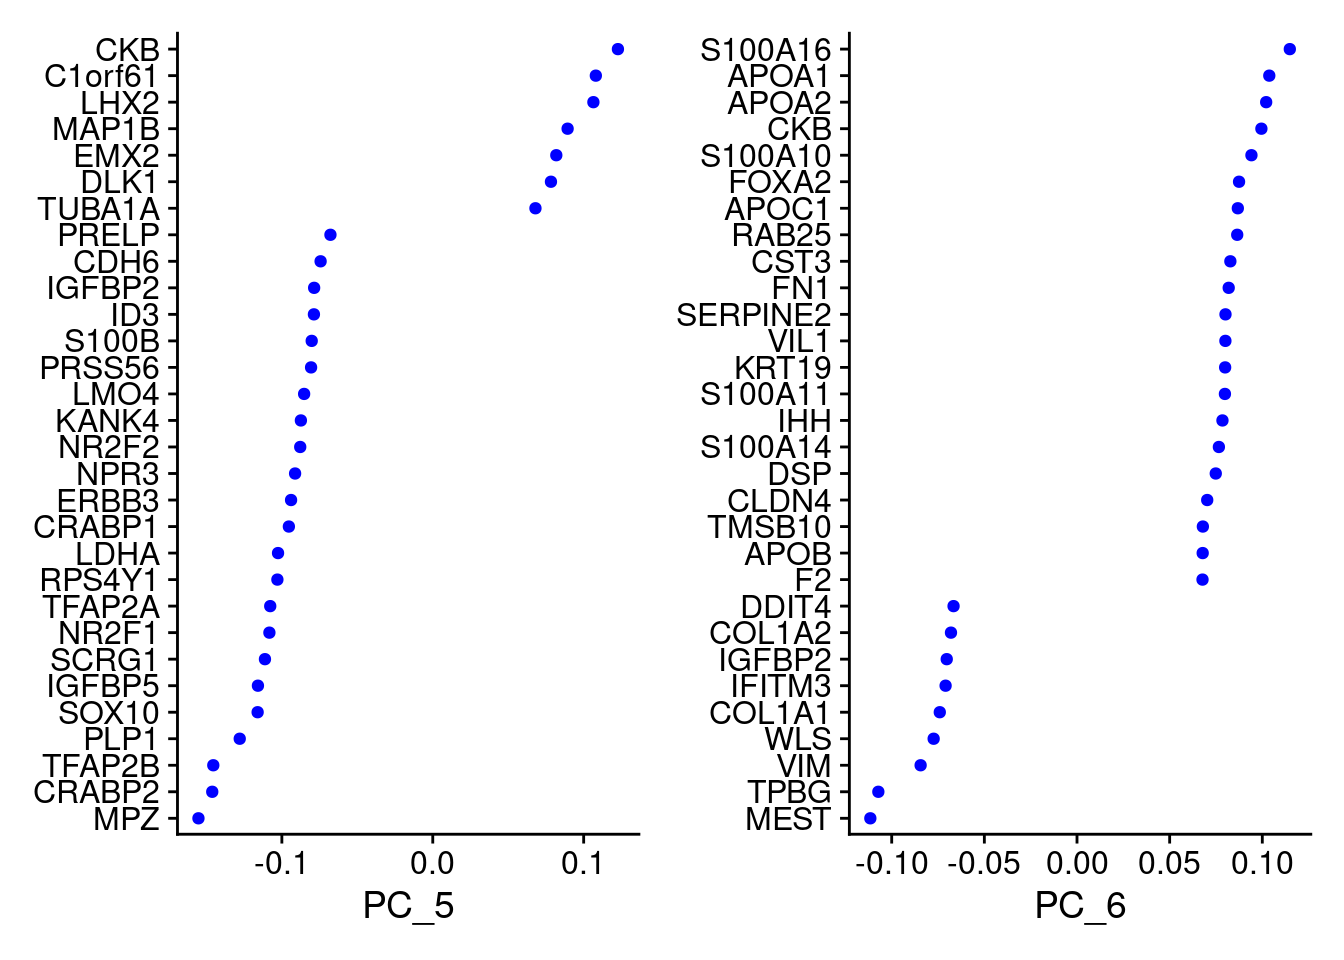 CKB
C1orf61
LHX2
MAP1B
EMX2
DLK1
TUBA1A
PRELP
CDH6
IGFBP2
ID3
S100B
PRSS56
LMO4
KANK4
NR2F2
NPR3
ERBB3
CRABP1
LDHA
RPS4Y1
TFAP2A
NR2F1
SCRG1
IGFBP5
SOX10
PLP1
TFAP2B
CRABP2
MPZ
-0.1 0.0 0.1
PC_5
S100A16
APOA1
APOA2
CKB
S100A10
FOXA2
APOC1
RAB25
CST3
FN1
SERPINE2
VIL1
KRT19
S100A11
IHH
S100A14
DSP
CLDN4
TMSB10
APOB
F2
DDIT4
COL1A2
IGFBP2
IFITM3
COL1A1
WLS
VIM
TPBG
MEST
-0.10 -0.05 0.00 0.05 0.10
PC_6